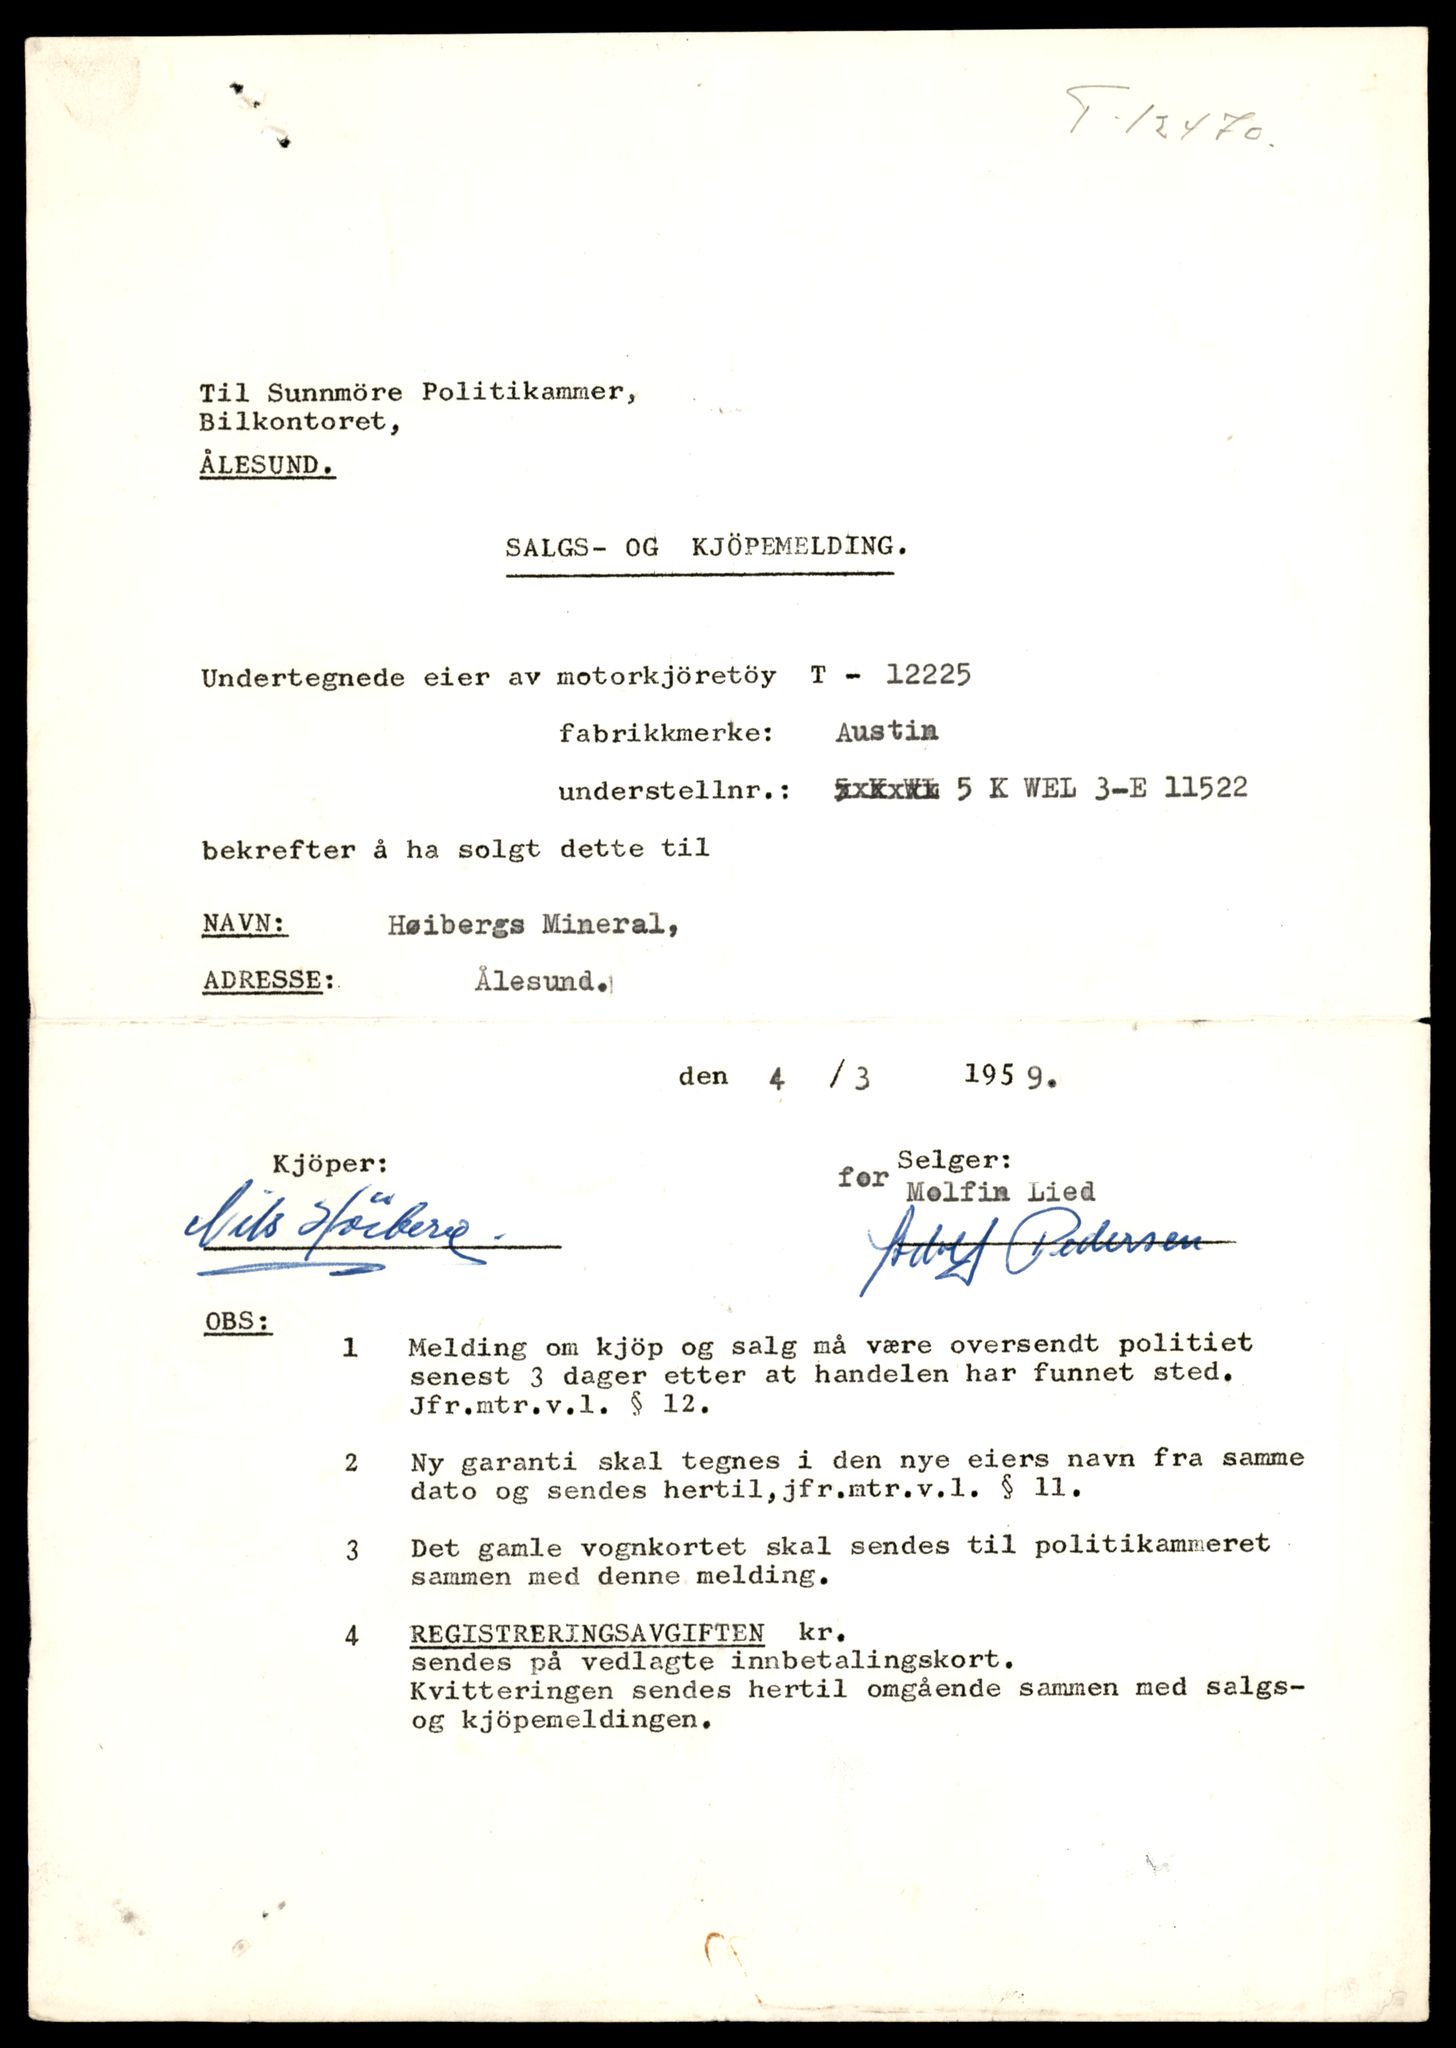 T-12470.
Til Sunnmöre Politikammer,
Bilkontoret,
ÅLESUND.
SALGS- OG KJÖPEMELDING.
Undertegnede eier av motorkjöretöy T - 12225
fabrikkmerke: Austin
understellnr.: 5 K WEL 3-E 11522
bekrefter å ha solgt dette til
NAVN: Høibergs Mineral,
ADRESSE: Ålesund.
den 4 /3 1959.
Kjöper:
Selger:
for Molfin Lied
Nils Höiberg.
Adolf Pedersen
OBS:
1 Melding om kjöp og salg må være oversendt politiet
senest 3 dager etter at handelen har funnet sted.
Jfr.mtr.v.l. § 12.
2 Ny garanti skal tegnes i den nye eiers navn fra samme
dato og sendes hertil,jfr.mtr.v.l. § 11.
3 Det gamle vognkortet skal sendes til politikammeret
sammen med denne melding.
4 REGISTRERINGSAVGIFTEN kr.
sendes på vedlagte innbetalingskort.
Kvitteringen sendes hertil omgående sammen med salgs-
og kjöpemeldingen.